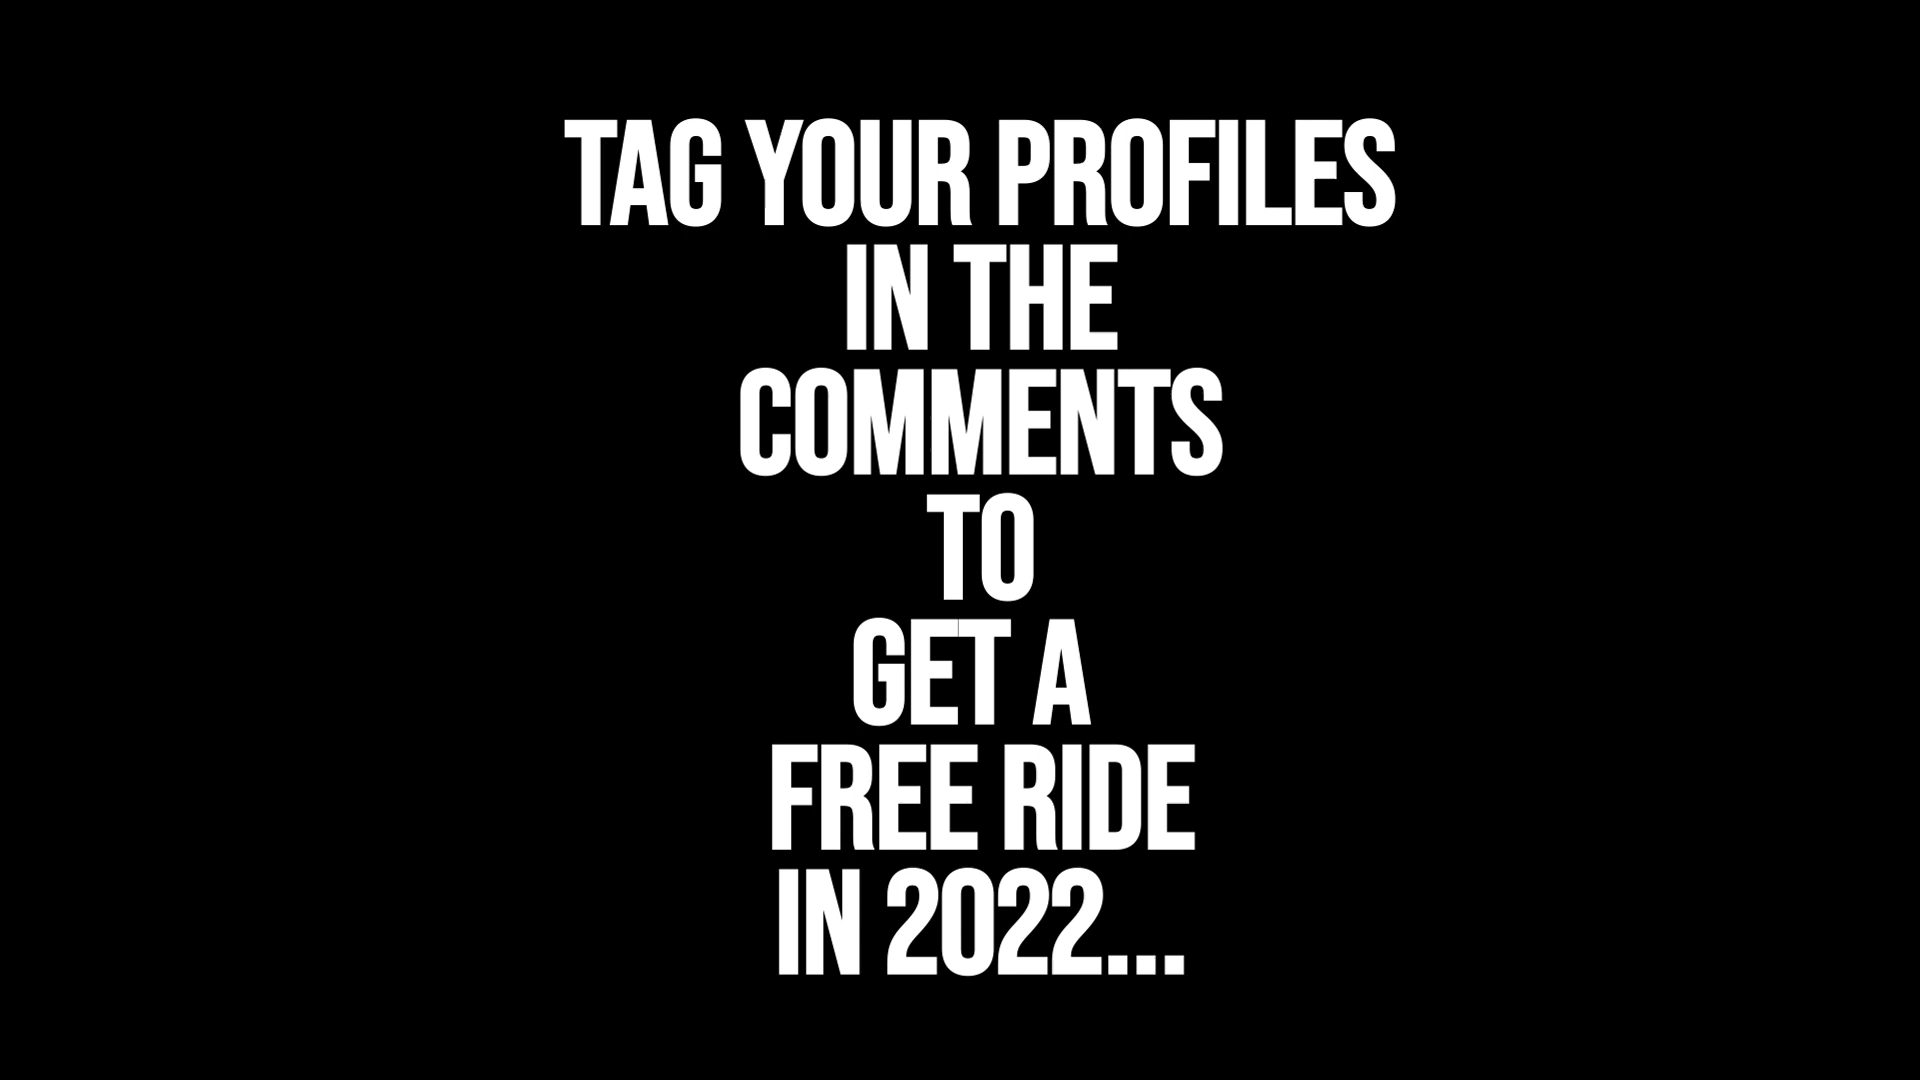 TAG YOUR PROFILES
IN THE
COMMENTS
TO
GET A
FREE RIDE
IN 2022...